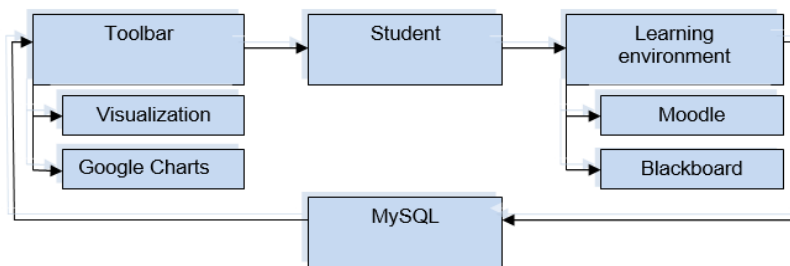 Toolbar
Student
Learning
environment
Visualization
Moodle
Google Charts
Blackboard
MySQL